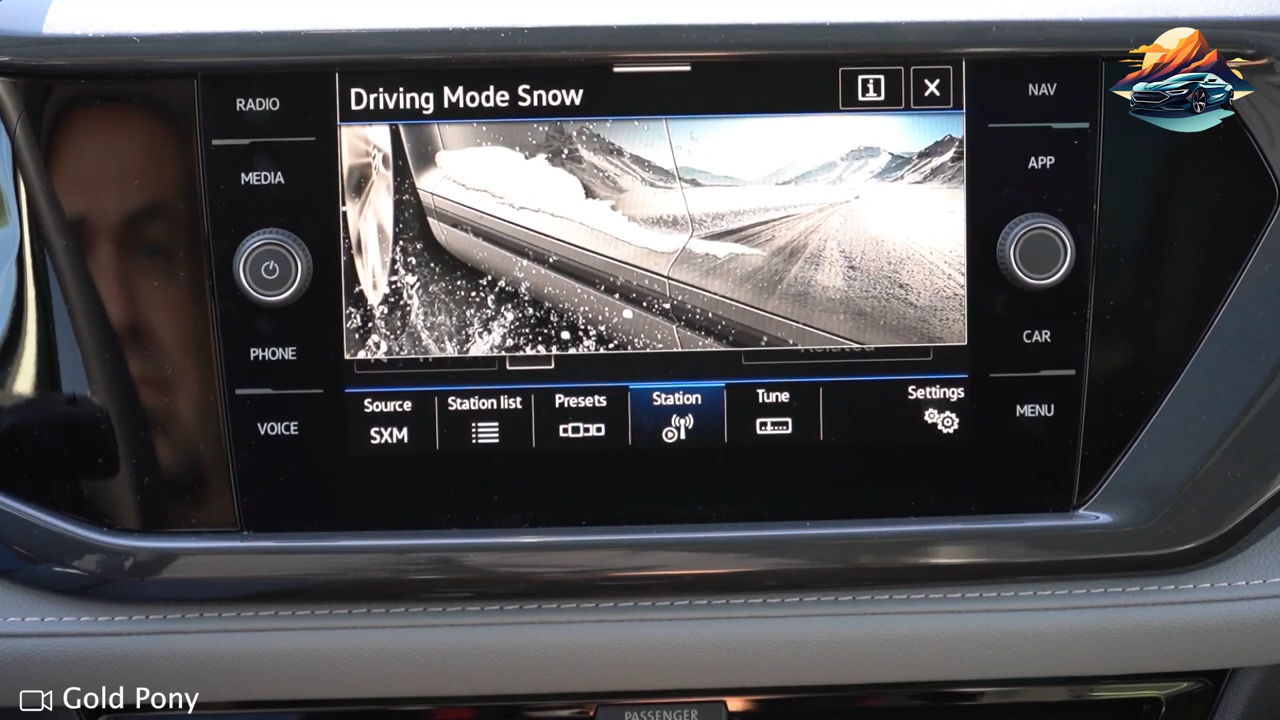 Driving Mode Snow
RADIO
MEDIA
PHONE
VOICE
NAV
APP
CAR
MENU
Related
Source
SXM
Station list
Presets
Station
Tune
Settings
Gold Pony
PASSENGER